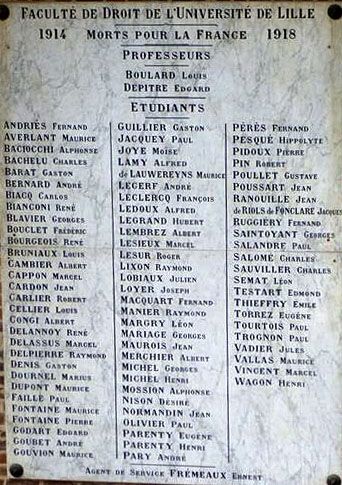 FACULTÉ DE DROIT DE L'UNIVERSITÉ DE LILLE
1914 MORTS POUR LA FRANCE 1918
PROFESSEURS
BOULARD LOUIS
DEPITRE EDGARD
ETUDIANTS
ANDRIÈS FERNAND
AVERLANT MAURICE
BACIOCCHI ALPHONSE
BACHELU CHARLES
BARAT GASTON
BERNARD ANDRÉ
BIACQ CARLOS
BIANCONI RENÉ
BLAVIER GEORGES
BOUCLET FRÉDÉRIC
BOURGEOIS RENÉ
BRUNIAUX LOUIS
CAMBIER ALBERT
CAPPON MARCEL
CARDON JEAN
CARLIER ROBERT
CELLIER LOUIS
CONGI ALBERT
DELANNOY RENÉ
DELASSUS MARCEL
DELPIERRE RAYMOND
DENIS GASTON
DOURNEL MARIUS
DUPONT MAURICE
FAILLE PAUL
FONTAINE MAURICE
FONTAINE PIERRE
GODART EDGARD
GOUBET ANDRÉ
GOUVION MAURICE
GUILLIER GASTON
JACQUEY PAUL
JOYE MOÏSE
LAMY ALFRED
DE LAUWEREYNS MAURICE
LEGERF ANDRÉ
LECLERCQ FRANÇOIS
LEDOUX ALFRED
LEGRAND HUBERT
LEMBREZ ALBERT
LESIEUX MARCEL
LESUR ROGER
LIXON RAYMOND
LOBIAUX JULIEN
LOYER JOSEPH
MACQUART FERNAND
MANIER RAYMOND
MARGRY LÉON
MARIAGE GEORGES
MAUROIS JEAN
MERCHIER ALBERT
MICHEL GEORGES
MICHEL HENRI
MOSSION ALPHONSE
NISON DÉSIRÉ
NORMANDIN JEAN
OLIVIER PAUL
PARENTY EUGÈNE
PARENTY HENRI
PARY ANDRÉ
PÉRÈS FERNAND
PESQUÉ HIPPOLYTE
PIDOUX PIERRE
PIN ROBERT
POULLET GUSTAVE
POUSSART JEAN
RANOUILLE JEAN
DE RIOLS DE FONCLARE JACQUES
RUGGIÉRY FERNAND
SAINTOYANT GEORGES
SALANDRE PAUL
SALOMÉ CHARLES
SAUVILLER CHARLES
SEMAT LÉON
TESTART EDMOND
THIEFFRY EMILE
TORREZ EUGÈNE
TOURTOIS PAUL
TROGNON PAUL
VADIER JULES
VALLAS MAURICE
VINCENT MARCEL
WAGON HENRI
AGENT DE SERVICE FRÉMEAUX ERNEST